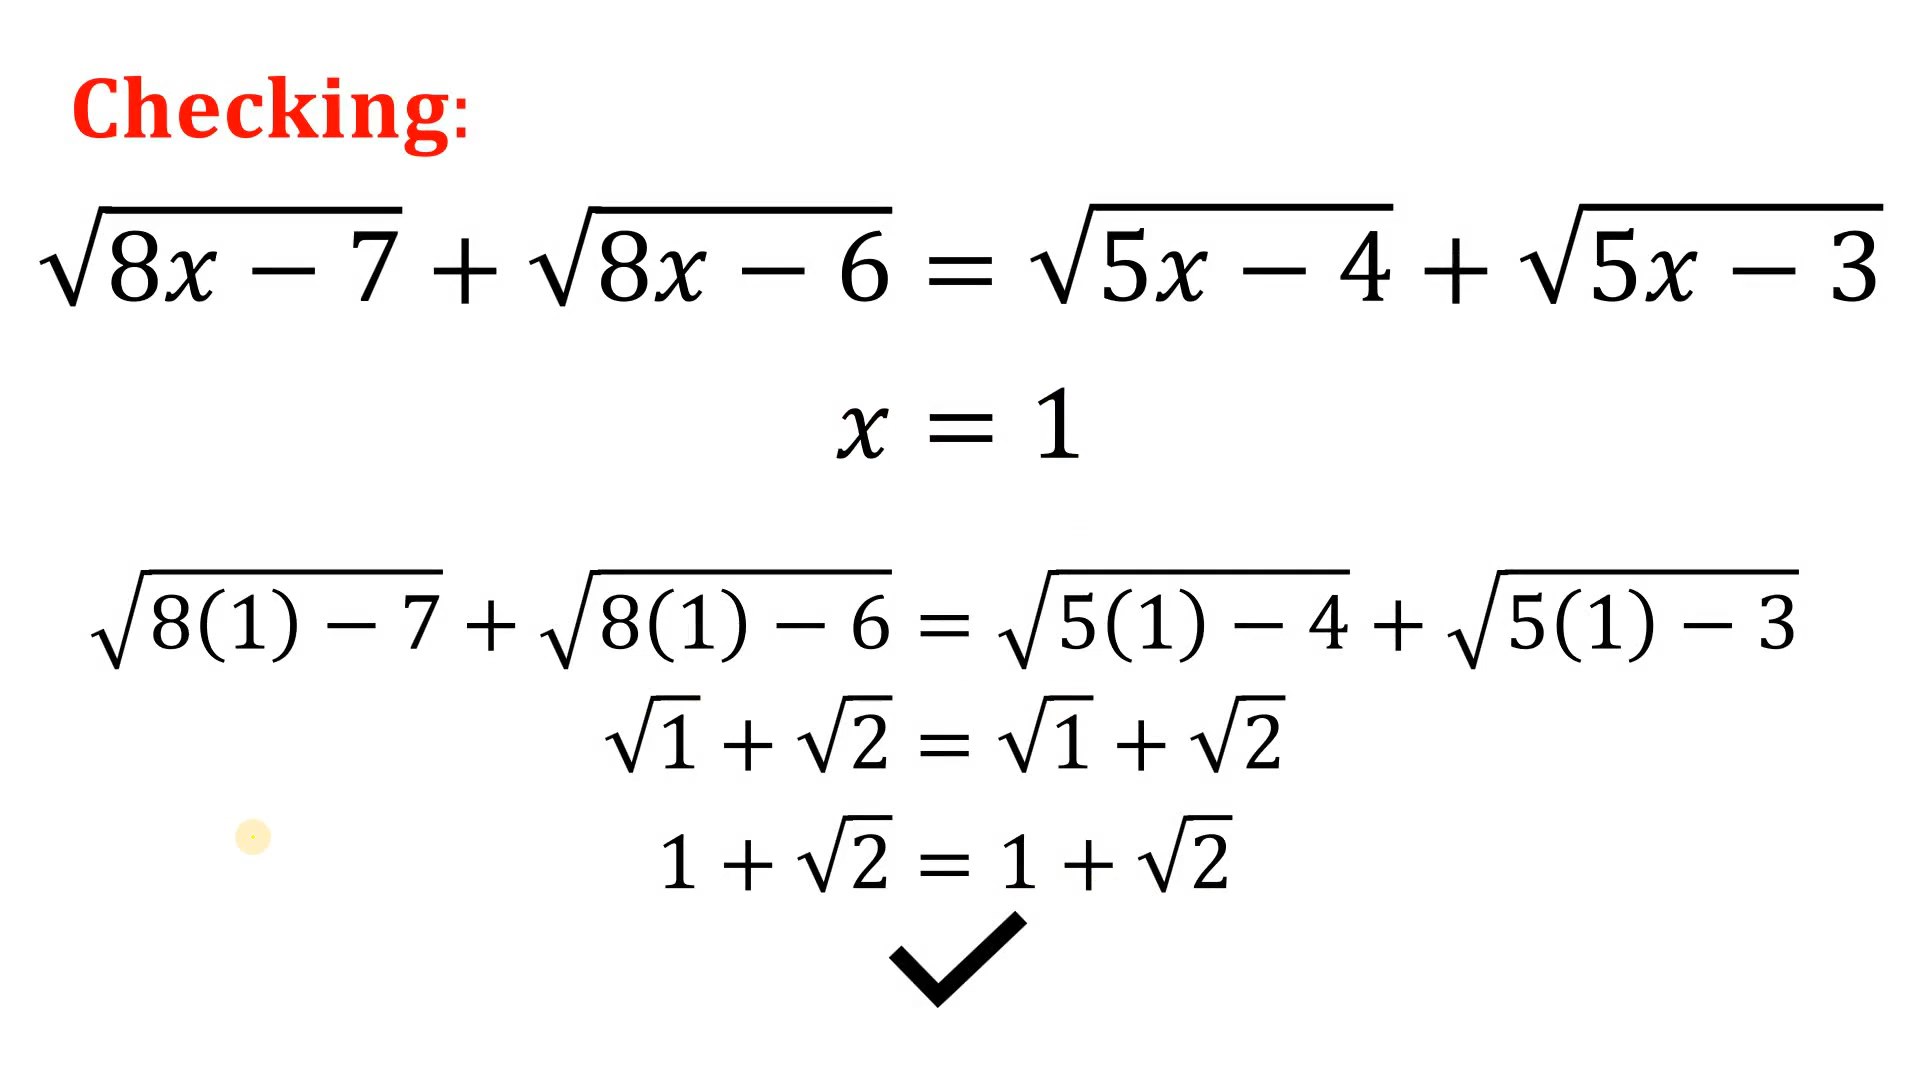 Checking:
√8x − 7 + √8x − 6 = √5x − 4 + √5x − 3
x = 1
√8(1) − 7 + √8(1) − 6 = √5(1) − 4 + √5(1) − 3
√1 + √2 = √1 + √2
1 + √2 = 1 + √2